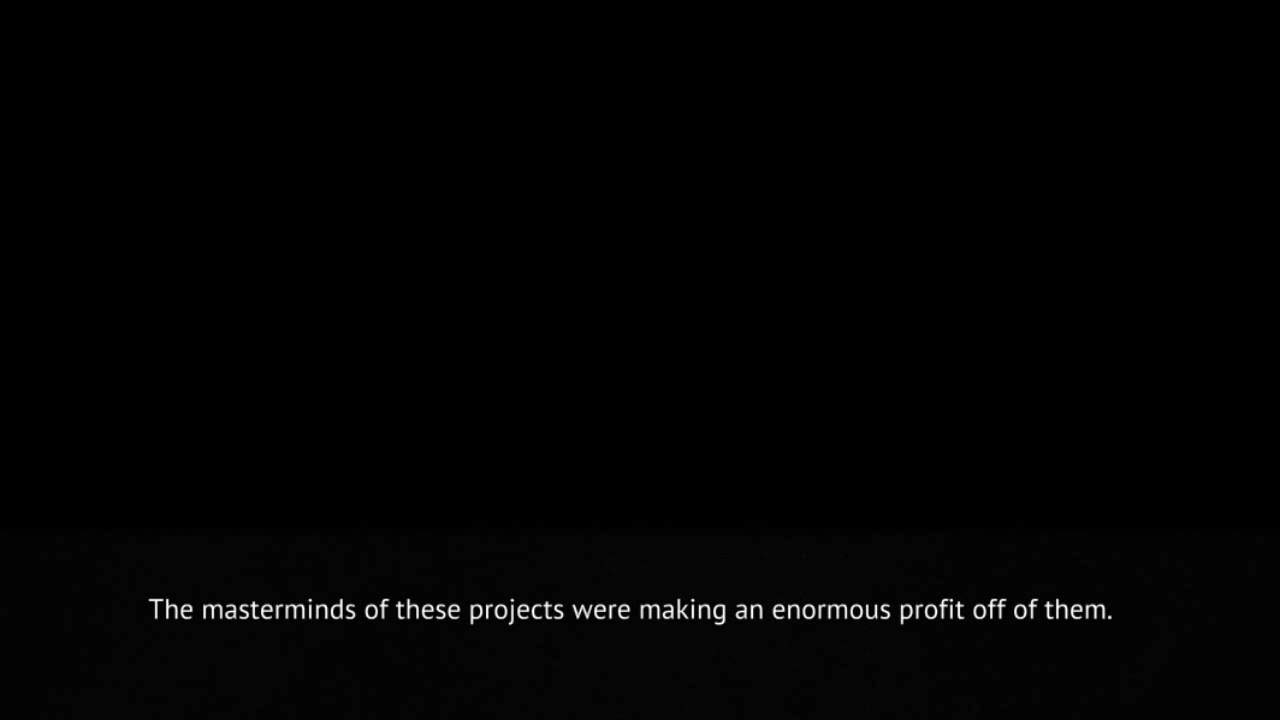 The masterminds of these projects were making an enormous profit off of them.